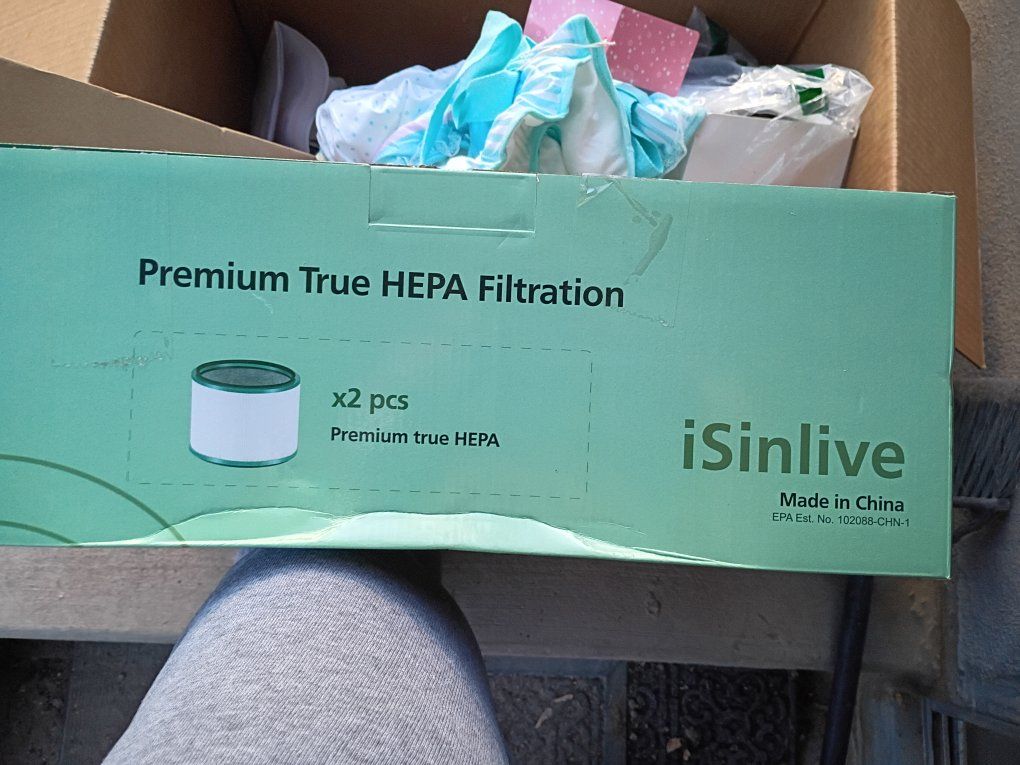 Premium True HEPA Filtration
x2 pcs
Premium true HEPA
iSinlive
Made in China
EPA Est. No. 102088-CHN-1